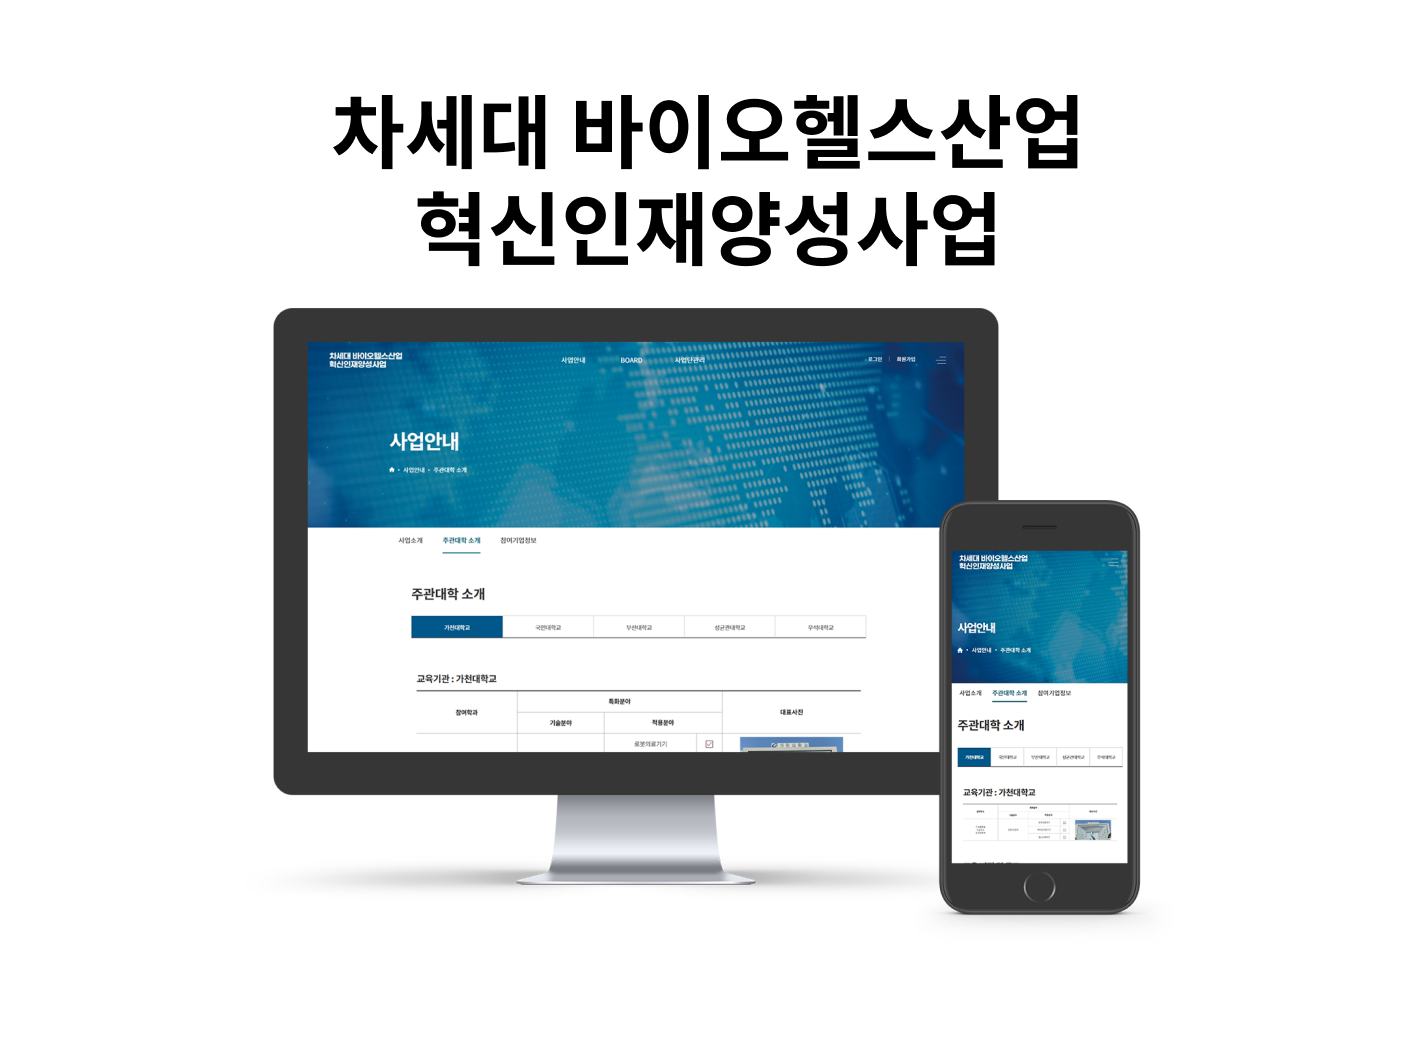 차세대 바이오헬스산업
혁신인재양성사업
차세대 바이오헬스산업
혁신인재양성사업
사업안내 BOARD 사업단관리
로그인 | 회원가입
사업안내
사업안내 • 주관대학 소개
사업소개 주관대학 소개 참여기업정보
주관대학 소개
가천대학교 국민대학교 부산대학교 성균관대학교 우석대학교
교육기관 : 가천대학교
참여학과 특화분야 대표사진
기술분야 적용분야
로봇의료기기
차세대 바이오헬스산업
혁신인재양성사업
사업안내
사업안내 • 주관대학 소개
사업소개 주관대학 소개 참여기업정보
주관대학 소개
가천대학교 국민대학교 부산대학교 성균관대학교 우석대학교
교육기관 : 가천대학교